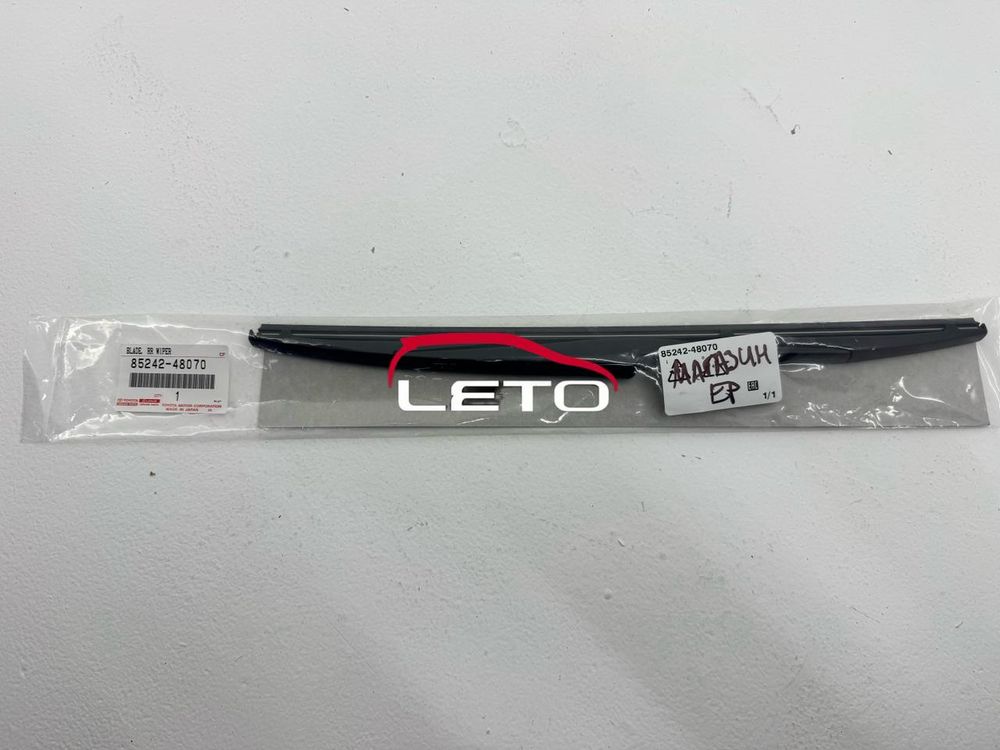 BLADE, RR WIPER
85242-48070
1
TOYOTA MOTOR CORPORATION
MADE IN JAPAN
LETO
85242-48070
МАГАЗИН
ЕР
EAC
1/1